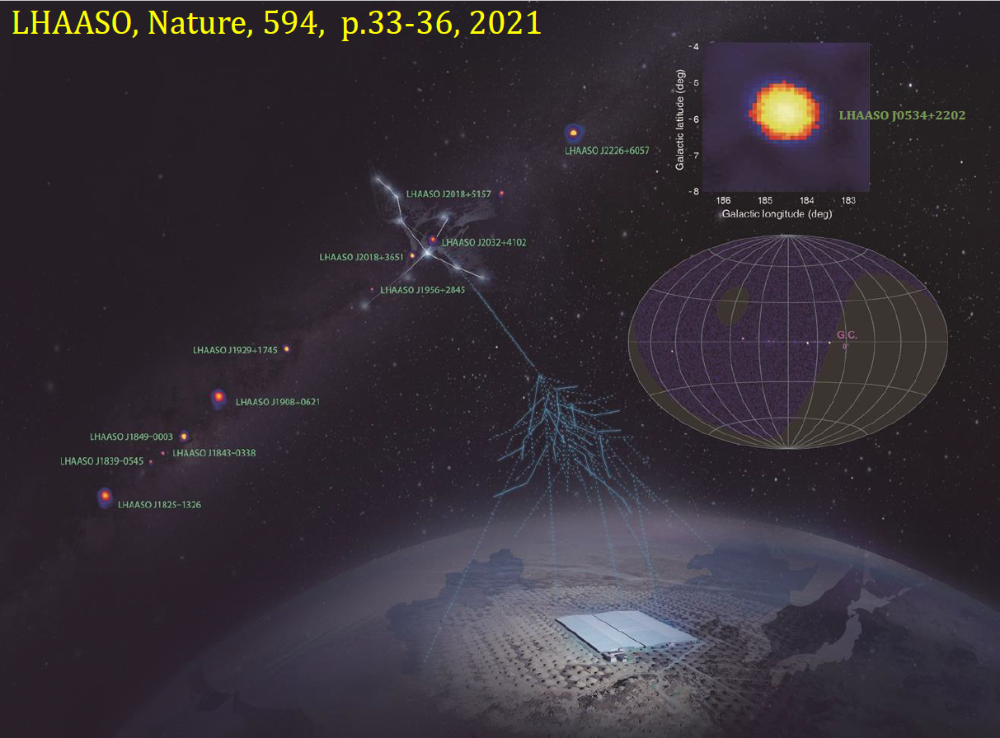 LHAASO, Nature, 594, p.33-36, 2021
-4
-5
-6
-7
-8
Galactic latitude (deg)
186 185 184 183
Galactic longitude (deg)
LHAASO J0534+2202
LHAASO J2226+6057
LHAASO J2018+5157
LHAASO J2032+4102
LHAASO J2018+3651
LHAASO J1956+2845
G.C.
0°
LHAASO J1929+1745
LHAASO J1908+0621
LHAASO J1849-0003
LHAASO J1843-0338
LHAASO J1839-0545
LHAASO J1825-1326